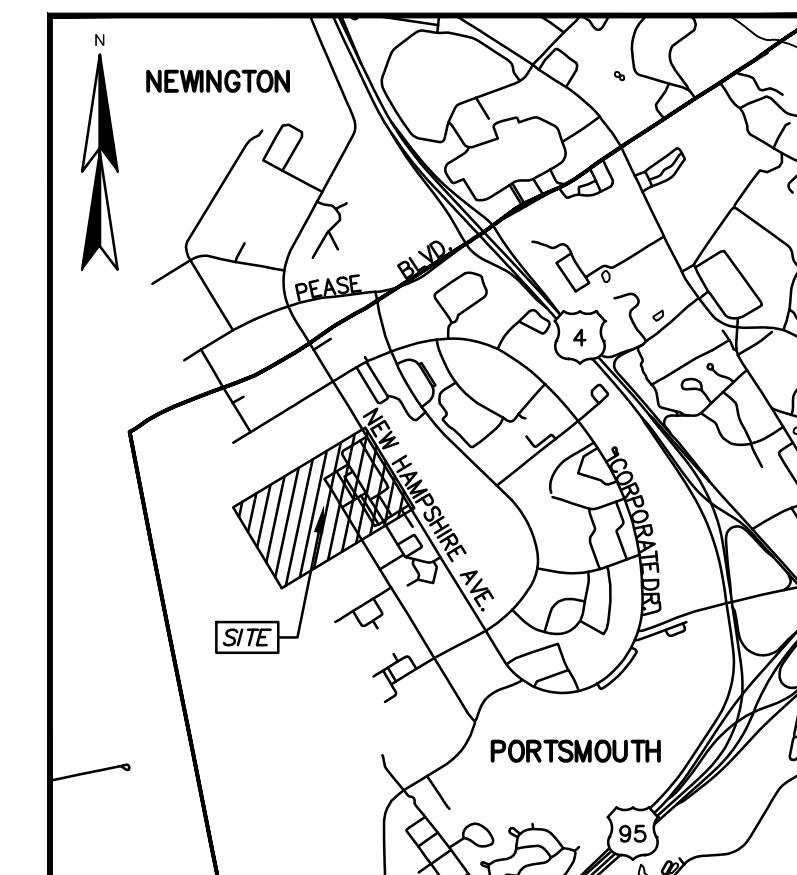 N
NEWINGTON
PEASE BLVD.
4
NEW HAMPSHIRE AVE.
CORPORATE DR.
SITE
PORTSMOUTH
95